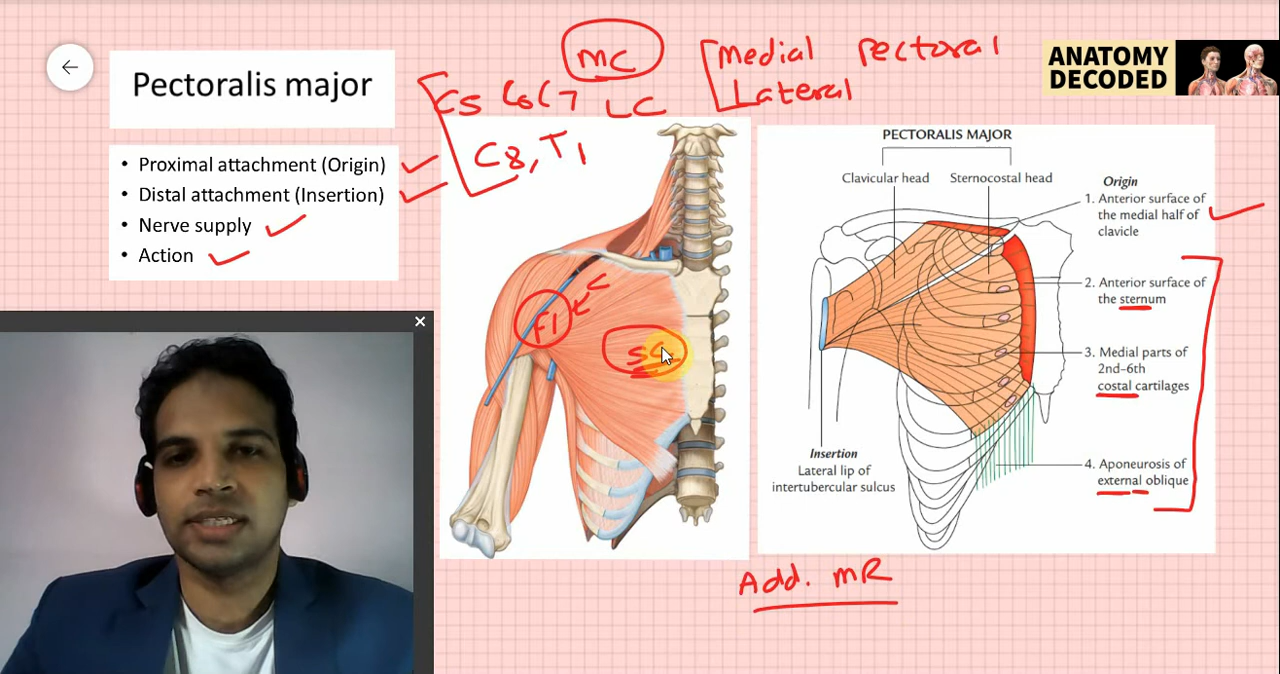 Pectoralis major
• Proximal attachment (Origin)
• Distal attachment (Insertion)
• Nerve supply
• Action
MC
C5 C6 C7 LC
C8, T1
Medial Pectoral
Lateral
ANATOMY
DECODED
C
Fl
SC
PECTORALIS MAJOR
Clavicular head
Sternocostal head
Origin
1. Anterior surface of
the medial half of
clavicle
2. Anterior surface of
the sternum
3. Medial parts of
2nd–6th
costal cartilages
4. Aponeurosis of
external oblique
Insertion
Lateral lip of
intertubercular sulcus
Add. MR